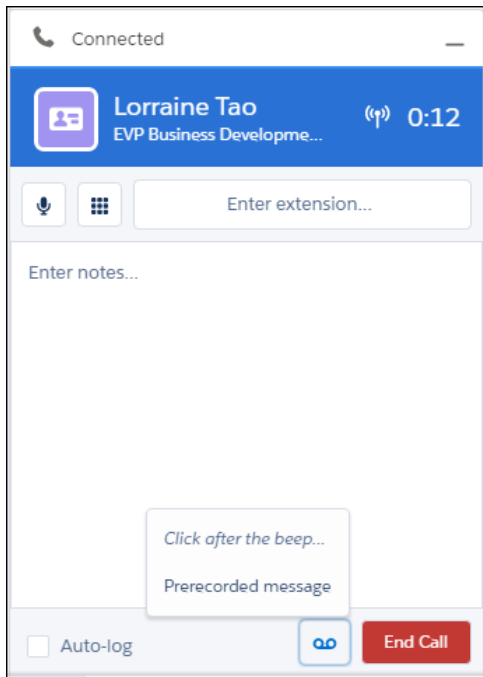 Connected
Lorraine Tao
EVP Business Developme...
0:12
Enter extension...
Enter notes...
Click after the beep...
Prerecorded message
Auto-log
End Call